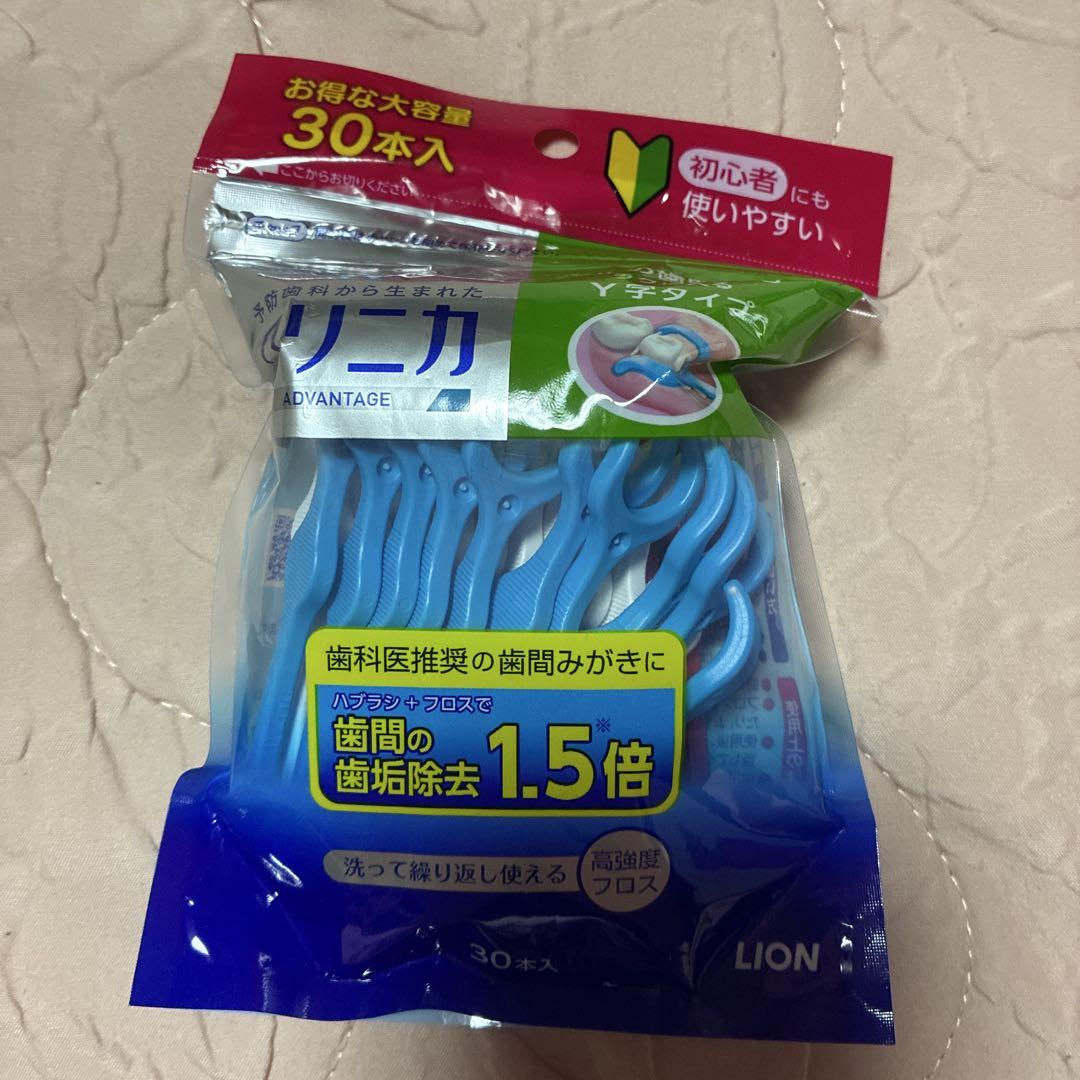 お得な大容量
30本入
ここからお切りください
初心者にも
使いやすい
予防歯科から生まれた
リニカ
ADVANTAGE
Y字タイプ
歯科医推奨の歯間みがきに
ハブラシ+フロスで
歯間の
歯垢除去
1.5※倍
洗って繰り返し使える
高強度
フロス
30本入
LION
使用上の